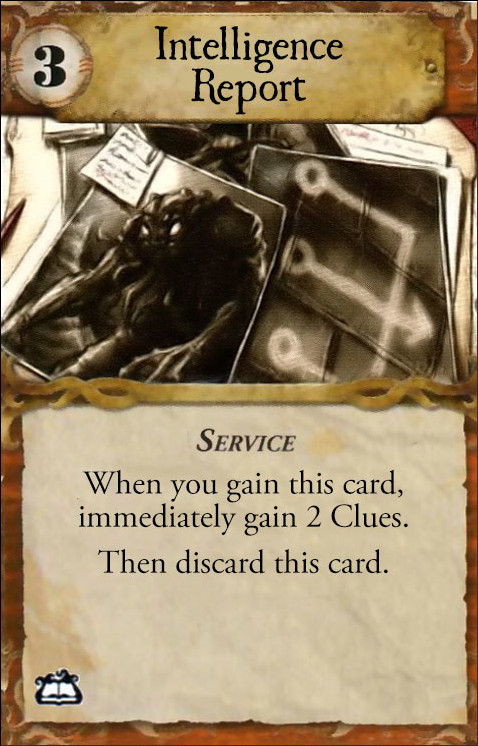 3
Intelligence
Report
Service
When you gain this card,
immediately gain 2 Clues.
Then discard this card.